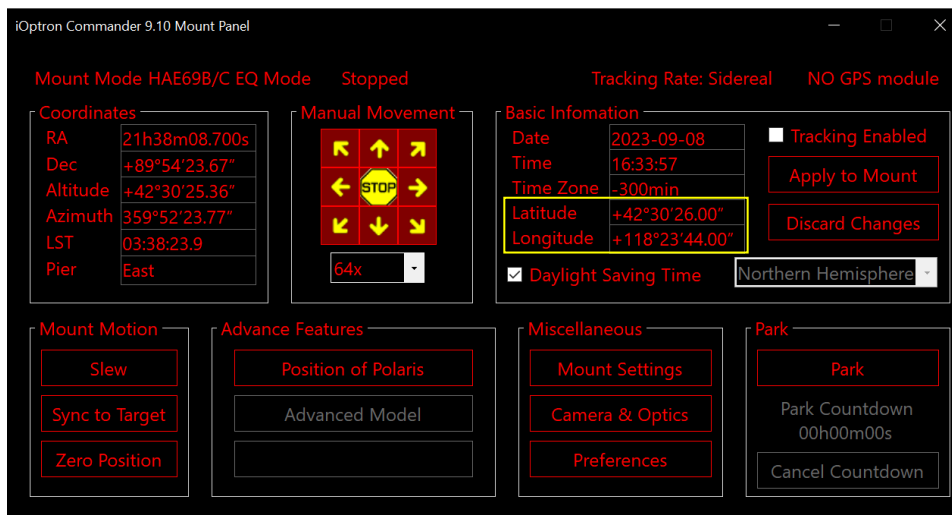 iOptron Commander 9.10 Mount Panel
Mount Mode HAE69B/C EQ Mode Stopped Tracking Rate: Sidereal NO GPS module
Coordinates
RA 21h38m08.700s
Dec +89°54′23.67″
Altitude +42°30′25.36″
Azimuth 359°52′23.77″
LST 03:38:23.9
Pier East
Manual Movement
STOP
64x
Basic Infomation
Date 2023-09-08
Time 16:33:57
Time Zone -300min
Latitude +42°30′26.00″
Longitude +118°23′44.00″
Daylight Saving Time
Tracking Enabled
Apply to Mount
Discard Changes
Northern Hemisphere
Mount Motion
Slew
Sync to Target
Zero Position
Advance Features
Position of Polaris
Advanced Model
Miscellaneous
Mount Settings
Camera & Optics
Preferences
Park
Park
Park Countdown
00h00m00s
Cancel Countdown